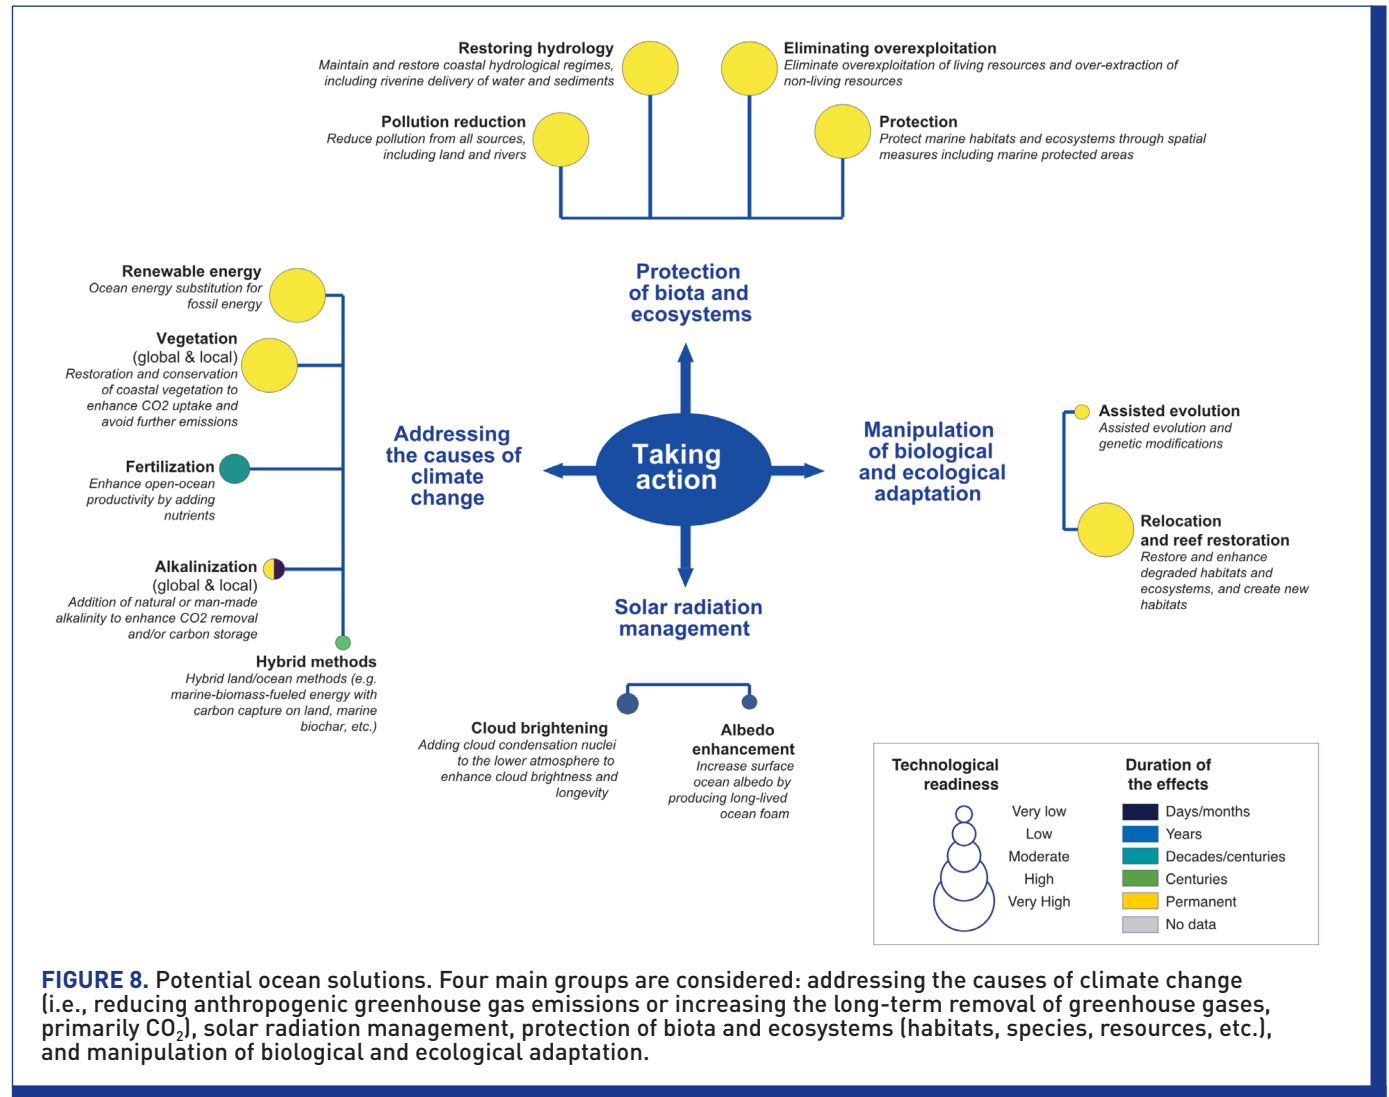 Restoring hydrology
Maintain and restore coastal hydrological regimes,
including riverine delivery of water and sediments
Eliminating overexploitation
Eliminate overexploitation of living resources and over-extraction of
non-living resources
Pollution reduction
Reduce pollution from all sources,
including land and rivers
Protection
Protect marine habitats and ecosystems through spatial
measures including marine protected areas
Protection
of biota and
ecosystems
Renewable energy
Ocean energy substitution for
fossil energy
Vegetation
(global & local)
Restoration and conservation
of coastal vegetation to
enhance CO2 uptake and
avoid further emissions
Fertilization
Enhance open-ocean
productivity by adding
nutrients
Alkalinization
(global & local)
Addition of natural or man-made
alkalinity to enhance CO2 removal
and/or carbon storage
Hybrid methods
Hybrid land/ocean methods (e.g.
marine-biomass-fueled energy with
carbon capture on land, marine
biochar, etc.)
Addressing
the causes of
climate
change
Taking
action
Manipulation
of biological
and ecological
adaptation
Assisted evolution
Assisted evolution and
genetic modifications
Relocation
and reef restoration
Restore and enhance
degraded habitats and
ecosystems, and create new
habitats
Solar radiation
management
Cloud brightening
Adding cloud condensation nuclei
to the lower atmosphere to
enhance cloud brightness and
longevity
Albedo
enhancement
Increase surface
ocean albedo by
producing long-lived
ocean foam
Technological
readiness
Very low
Low
Moderate
High
Very High
Duration of
the effects
Days/months
Years
Decades/centuries
Centuries
Permanent
No data
FIGURE 8. Potential ocean solutions. Four main groups are considered: addressing the causes of climate change
(i.e., reducing anthropogenic greenhouse gas emissions or increasing the long-term removal of greenhouse gases,
primarily CO₂), solar radiation management, protection of biota and ecosystems (habitats, species, resources, etc.),
and manipulation of biological and ecological adaptation.